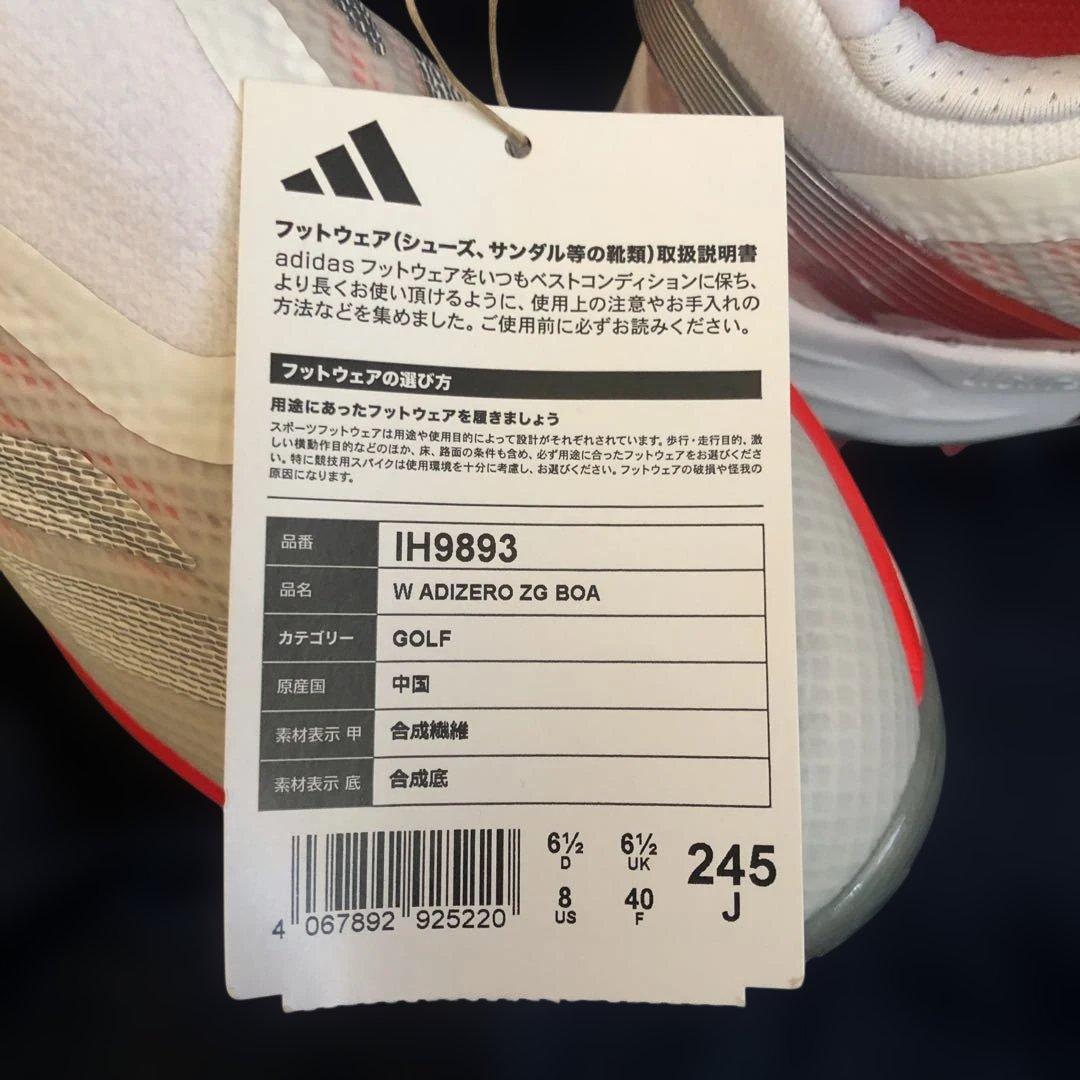 フットウェア(シューズ、サンダル等の靴類)取扱説明書
adidas フットウェアをいつもベストコンディションに保ち、
より長くお使い頂けるように、使用上の注意やお手入れの
方法などを集めました。ご使用前に必ずお読みください。
フットウェアの選び方
用途にあったフットウェアを履きましょう
スポーツフットウェアは用途や使用目的によって設計がそれぞれされています。歩行・走行目的、激
しい横動作目的などのほか、床、路面の条件も含め、必ず用途に合ったフットウェアをお選びくださ
い。特に競技用スパイクは使用環境を十分に考慮し、お選びください。フットウェアの破損や怪我の
原因になります。
品番 IH9893
品名 W ADIZERO ZG BOA
カテゴリー GOLF
原産国 中国
素材表示 甲 合成繊維
素材表示 底 合成底
6½ 6½ 245
D UK J
8 40
US F
4 067892 925220